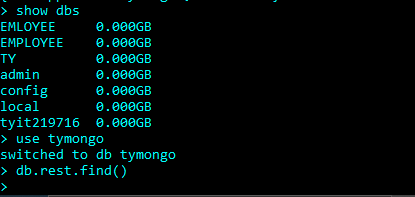 > show dbs
EMLOYEE     0.000GB
EMPLOYEE    0.000GB
TY          0.000GB
admin       0.000GB
config      0.000GB
local       0.000GB
tyit219716  0.000GB
> use tymongo
switched to db tymongo
> db.rest.find()
>